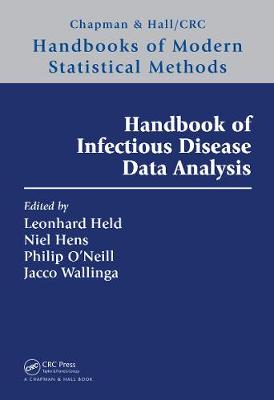 Chapman & Hall/CRC
Handbooks of Modern
Statistical Methods
Handbook of
Infectious Disease
Data Analysis
Edited by
Leonhard Held
Niel Hens
Philip O'Neill
Jacco Wallinga
CRC Press
Taylor & Francis Group
A CHAPMAN & HALL BOOK